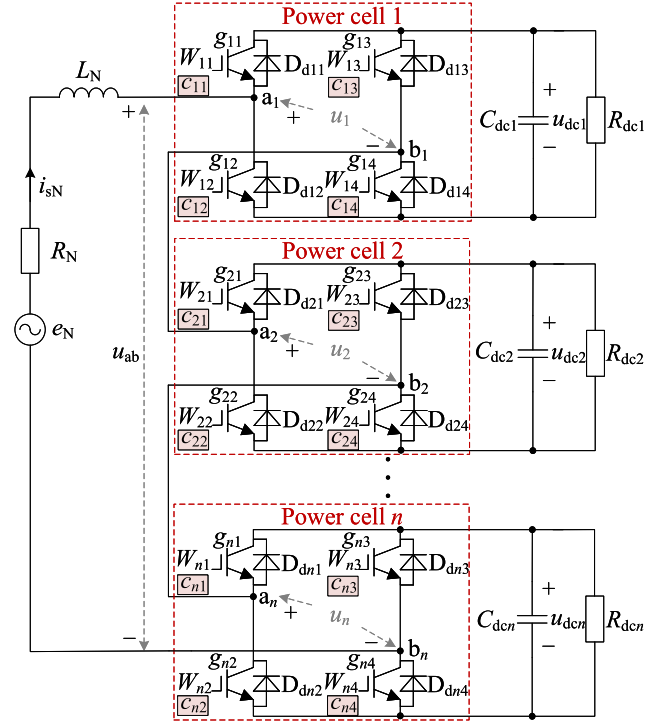 Power cell 1
g11 g13
W11 Dd11 W13 Dd13
c11 c13
LN
a1 u1
+ + −
Cdc1 udc1 Rdc1
+ −
b1
g12 g14
isN
W12 Dd12 W14 Dd14
c12 c14
RN
Power cell 2
g21 g23
W21 Dd21 W23 Dd23
c21 c23
eN
a2 u2
+ −
uab
Cdc2 udc2 Rdc2
+ −
b2
g22 g24
W22 Dd22 W24 Dd24
c22 c24
Power cell n
gn1 gn3
Wn1 Ddn1 Wn3 Ddn3
cn1 cn3
an un
+ −
Cdcn udcn Rdcn
+ −
− bn
gn2 gn4
Wn2 Ddn2 Wn4 Ddn4
cn2 cn4